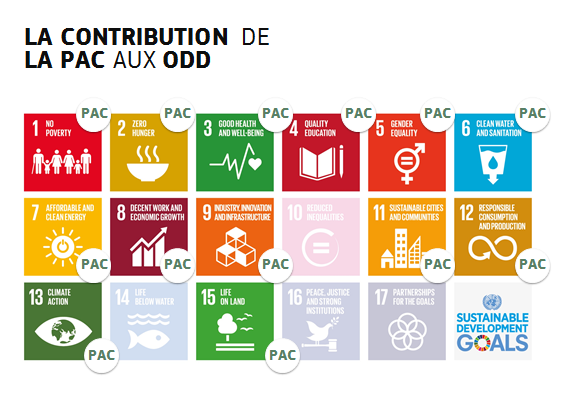 LA CONTRIBUTION DE
LA PAC AUX ODD
PAC PAC PAC PAC PAC PAC
1 NO
POVERTY
2 ZERO
HUNGER
3 GOOD HEALTH
AND WELL-BEING
4 QUALITY
EDUCATION
5 GENDER
EQUALITY
6 CLEAN WATER
AND SANITATION
7 AFFORDABLE AND
CLEAN ENERGY
8 DECENT WORK AND
ECONOMIC GROWTH
9 INDUSTRY, INNOVATION
AND INFRASTRUCTURE
10 REDUCED
INEQUALITIES
11 SUSTAINABLE CITIES
AND COMMUNITIES
12 RESPONSIBLE
CONSUMPTION
AND PRODUCTION
PAC PAC PAC PAC PAC
13 CLIMATE
ACTION
14 LIFE
BELOW WATER
15 LIFE
ON LAND
16 PEACE, JUSTICE
AND STRONG
INSTITUTIONS
17 PARTNERSHIPS
FOR THE GOALS
SUSTAINABLE
DEVELOPMENT
GOALS
PAC PAC